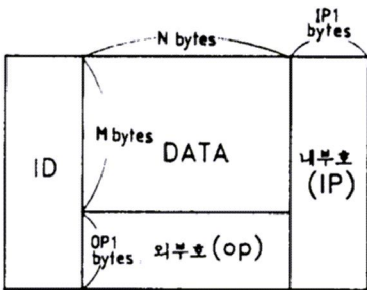 N bytes
IP1
bytes
ID
M bytes
DATA
내부호
(IP)
OP1
bytes
외부호(op)